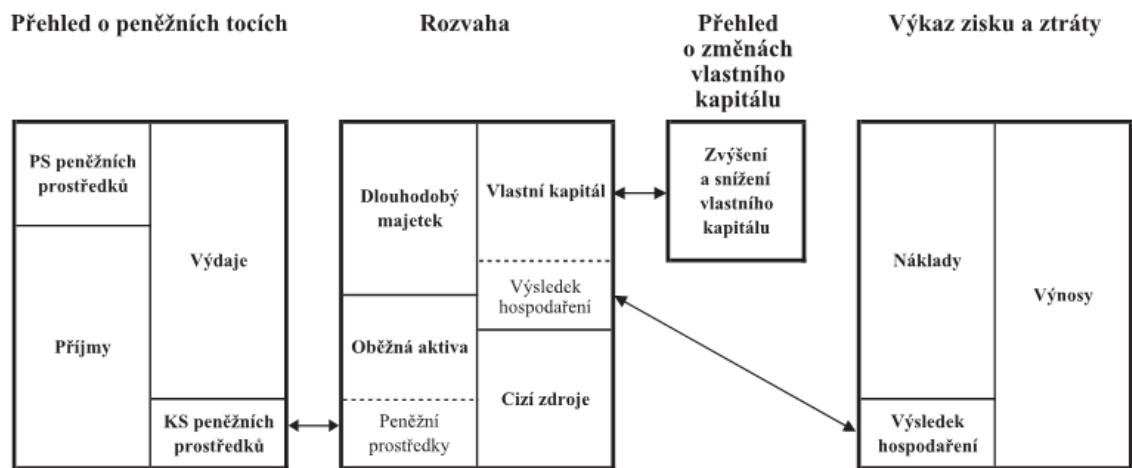 Přehled o peněžních tocích
Rozvaha
Přehled
o změnách
vlastního
kapitálu
Výkaz zisku a ztráty
PS peněžních
prostředků
Příjmy
Výdaje
KS peněžních
prostředků
Dlouhodobý
majetek
Oběžná aktiva
Peněžní
prostředky
Vlastní kapitál
Výsledek
hospodaření
Cizí zdroje
Zvýšení
a snížení
vlastního
kapitálu
Náklady
Výsledek
hospodaření
Výnosy